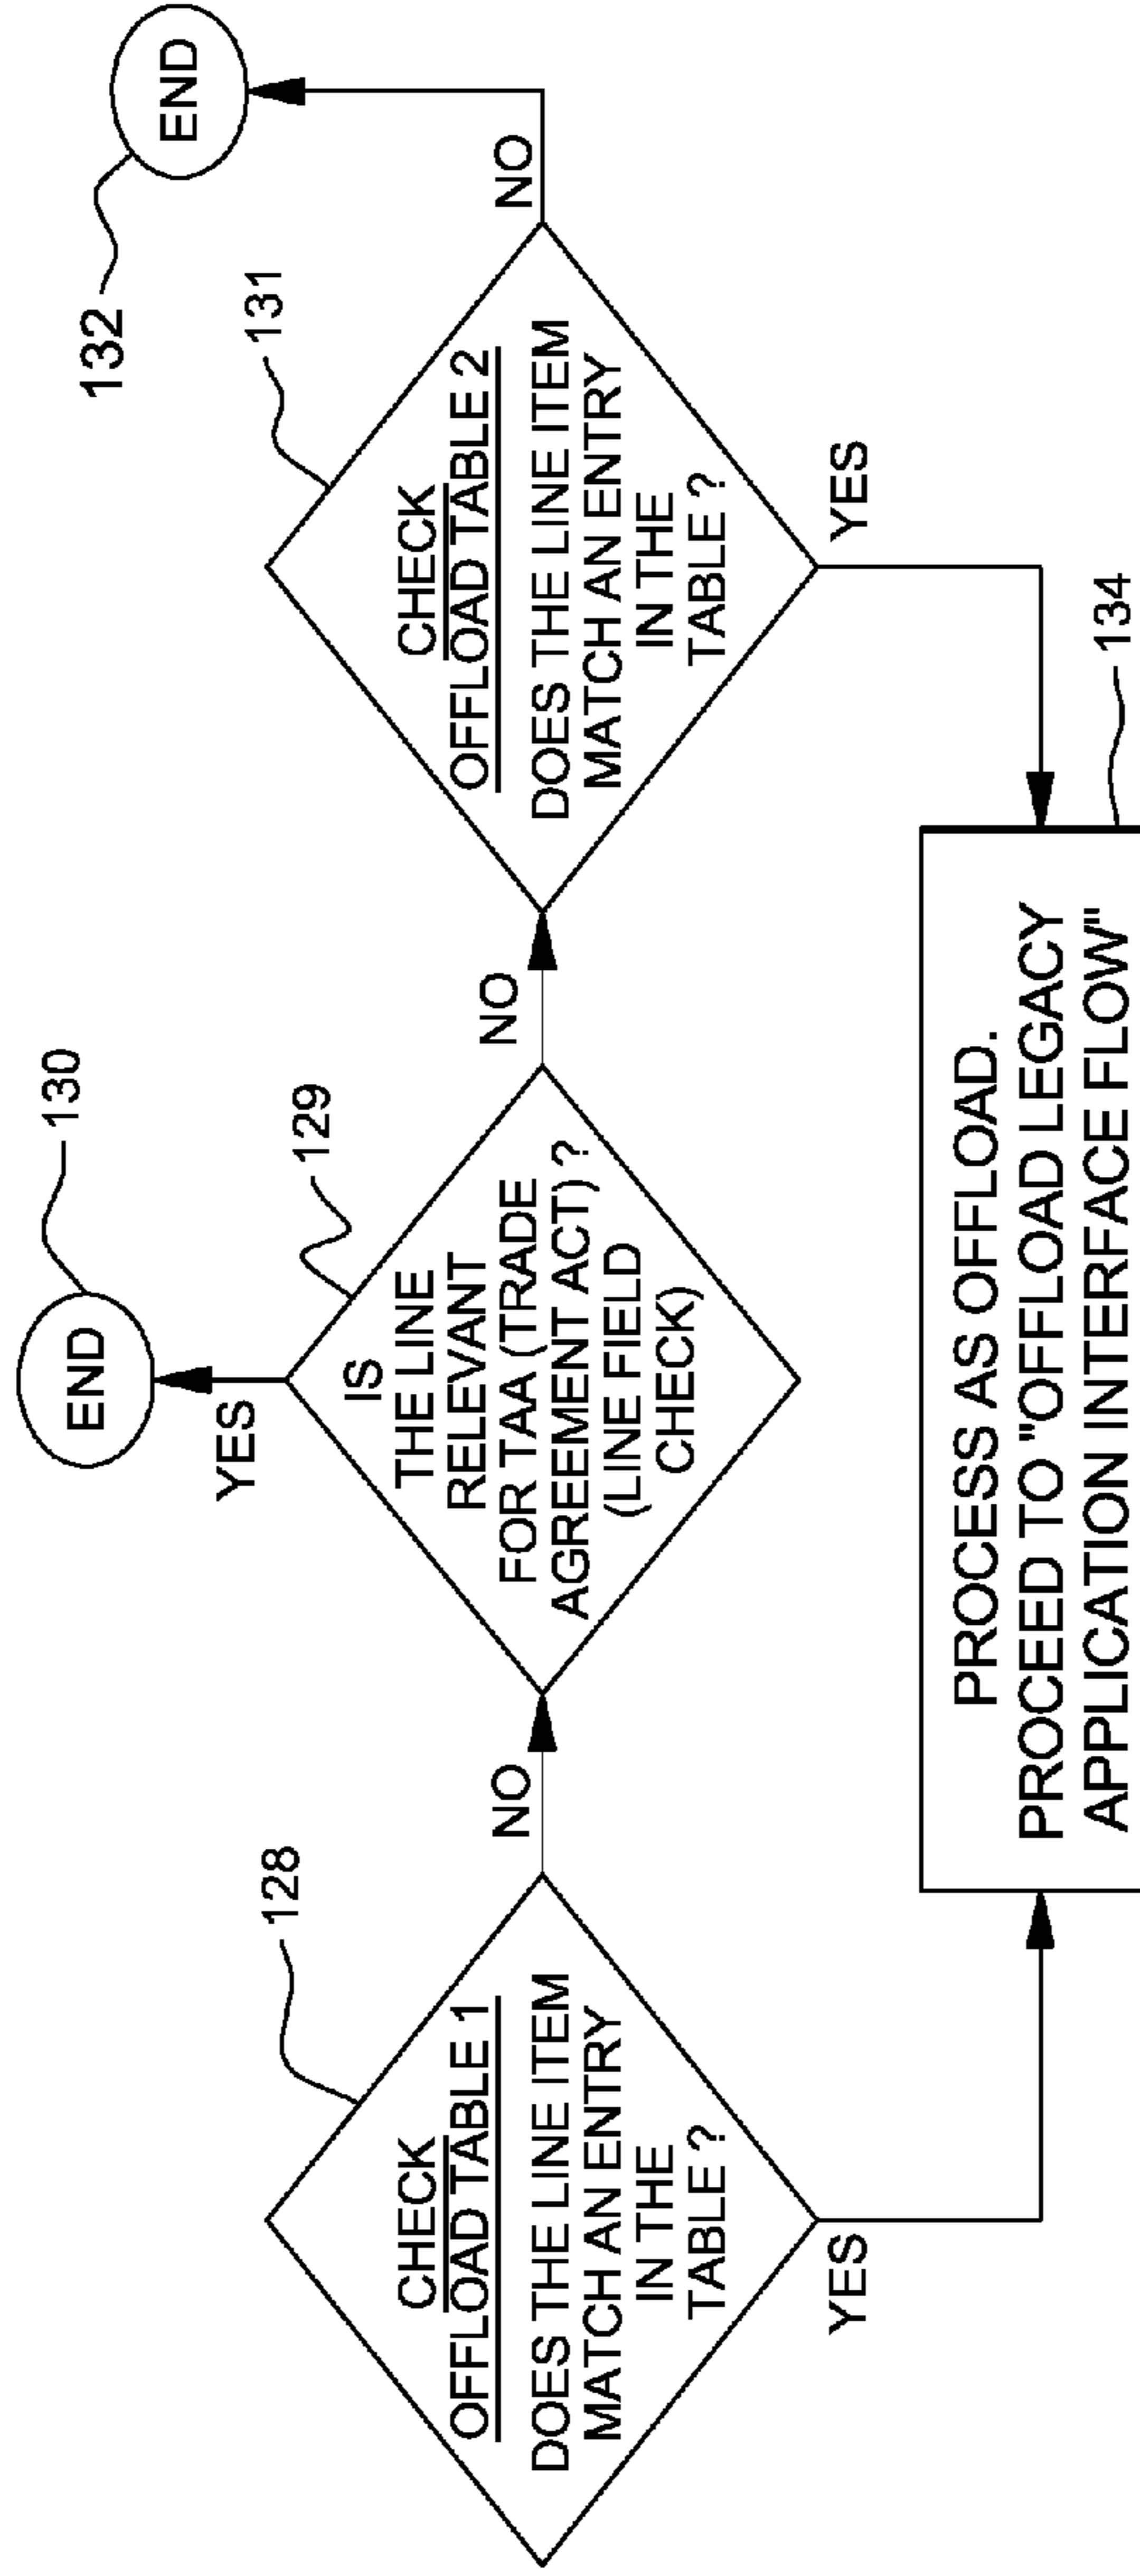 128
CHECK
OFFLOAD TABLE 1
DOES THE LINE ITEM
MATCH AN ENTRY
IN THE
TABLE ?
NO
YES
129
IS
THE LINE
RELEVANT
FOR TAA (TRADE
AGREEMENT ACT) ?
(LINE FIELD
CHECK)
YES
END
130
NO
131
CHECK
OFFLOAD TABLE 2
DOES THE LINE ITEM
MATCH AN ENTRY
IN THE
TABLE ?
NO
END
132
YES
PROCESS AS OFFLOAD.
PROCEED TO "OFFLOAD LEGACY
APPLICATION INTERFACE FLOW"
134